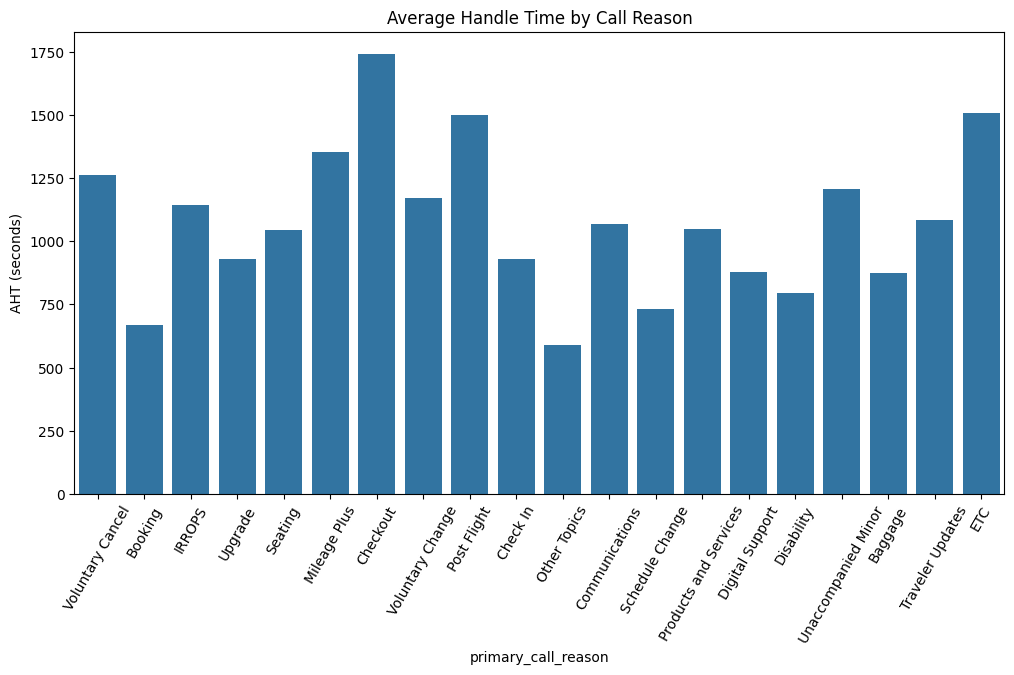 Average Handle Time by Call Reason
AHT (seconds)
1750
1500
1250
1000
750
500
250
0
Voluntary Cancel
Booking
IRROPS
Upgrade
Seating
Mileage Plus
Checkout
Voluntary Change
Post Flight
Check In
Other Topics
Communications
Schedule Change
Products and Services
Digital Support
Disability
Unaccompanied Minor
Baggage
Traveler Updates
ETC
primary_call_reason